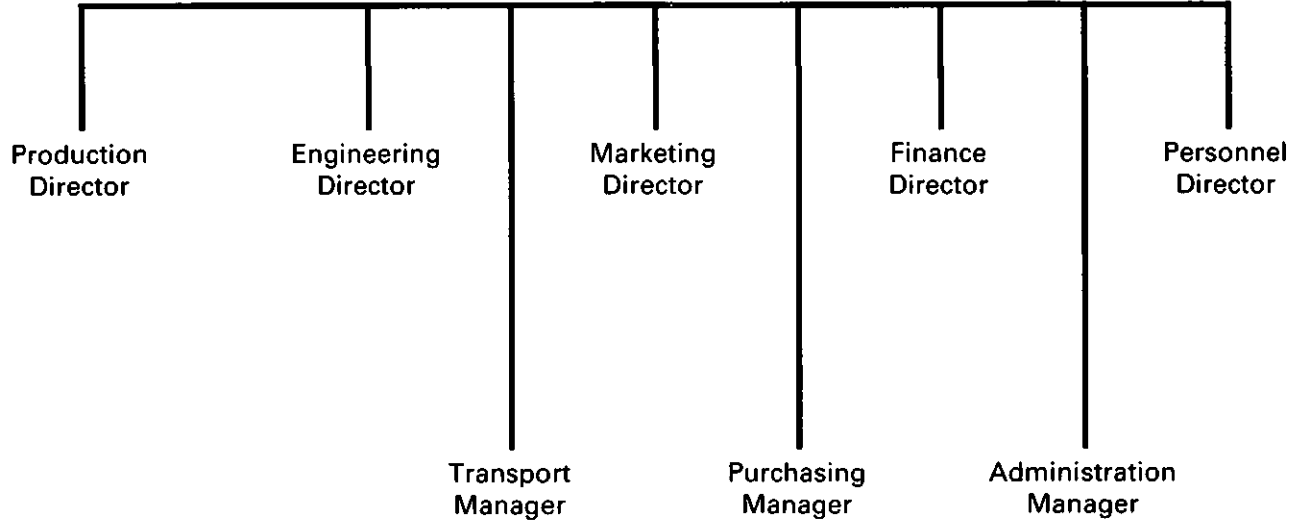 Production
Director
Engineering
Director
Marketing
Director
Finance
Director
Personnel
Director
Transport
Manager
Purchasing
Manager
Administration
Manager